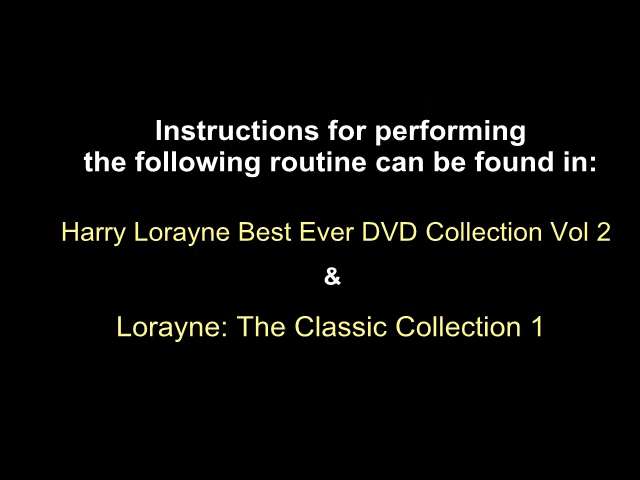 Instructions for performing
the following routine can be found in:
Harry Lorayne Best Ever DVD Collection Vol 2
&
Lorayne: The Classic Collection 1